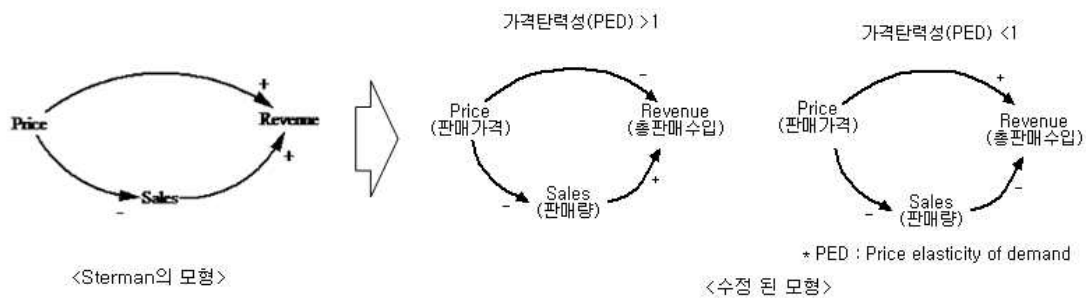 Price
+
Revenue
+
Sales
-
<Sterman의 모형>
가격탄력성(PED) >1
-
Price
(판매가격)
Revenue
(총판매수입)
+
-
Sales
(판매량)
가격탄력성(PED) <1
+
Price
(판매가격)
Revenue
(총판매수입)
-
-
Sales
(판매량)
* PED : Price elasticity of demand
<수정 된 모형>